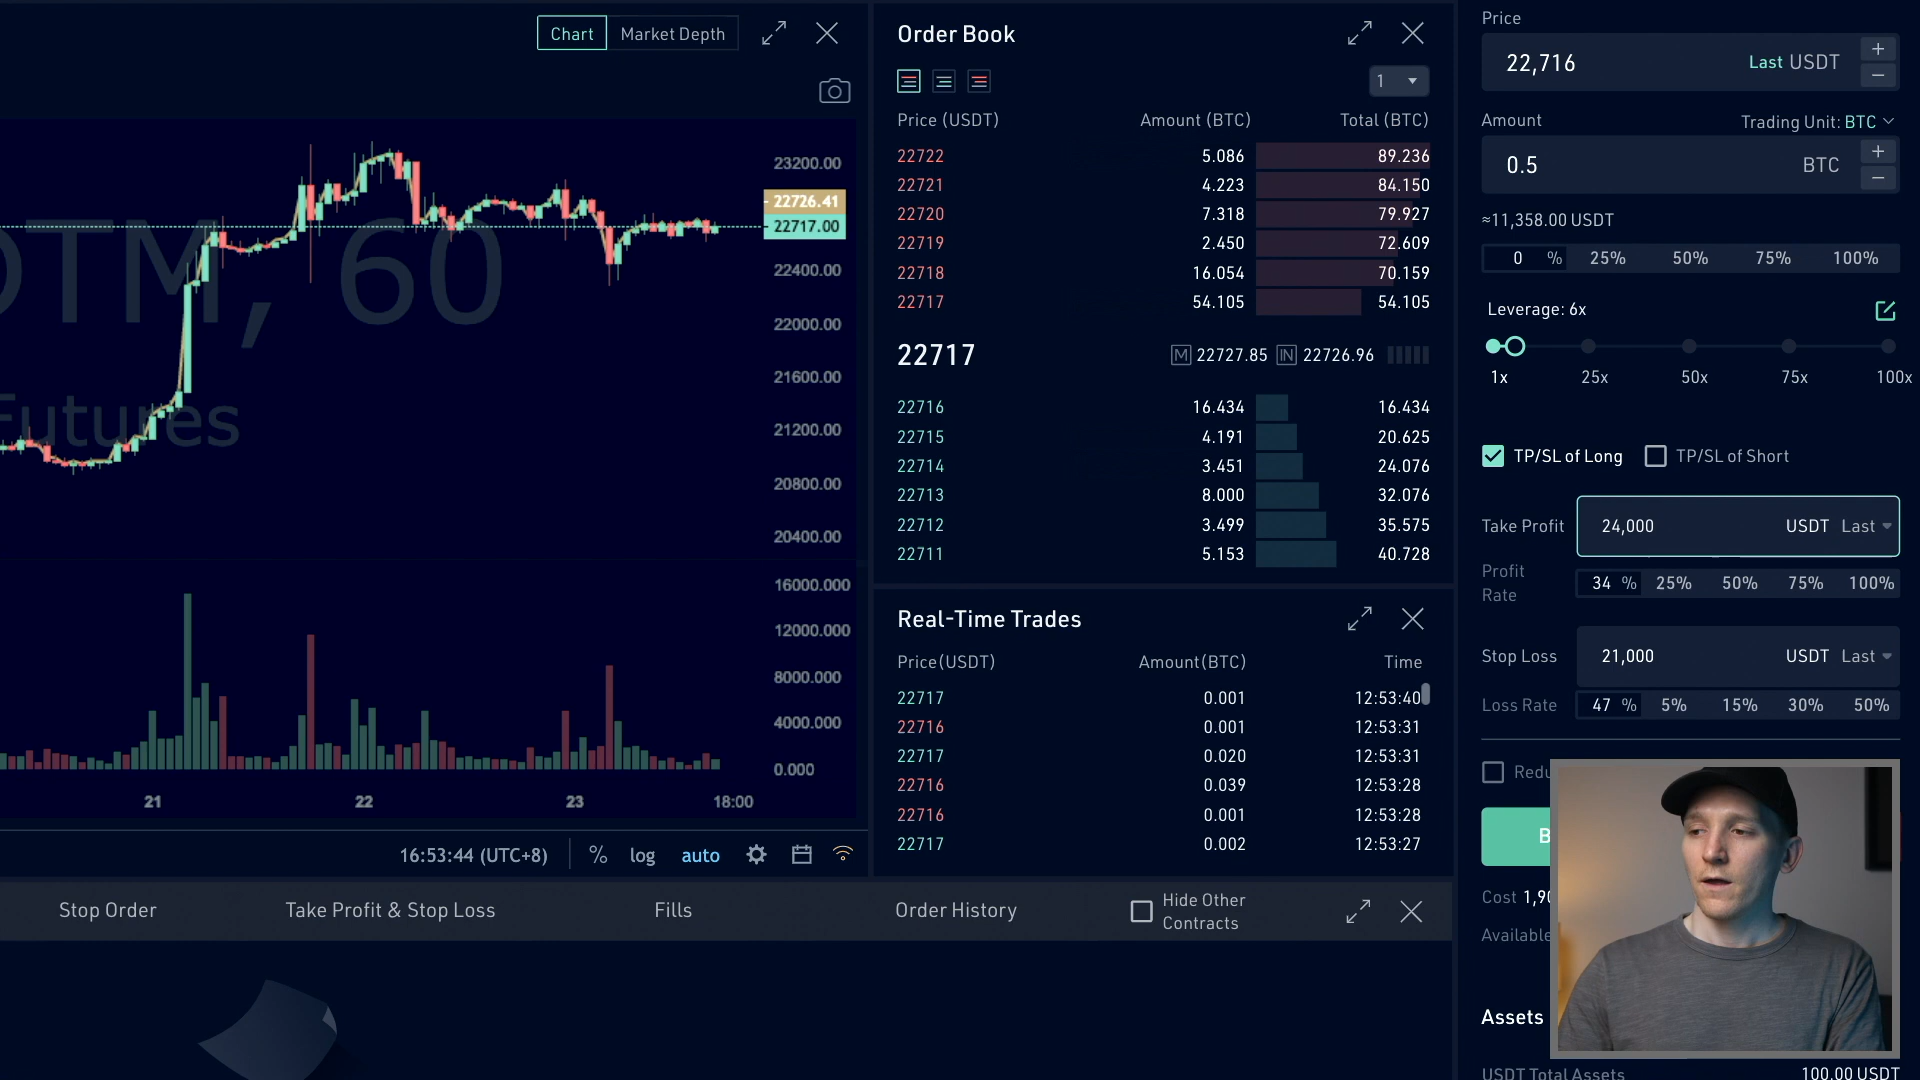 Chart Market Depth
23200.00
22726.41
22717.00
22400.00
22000.00
21600.00
21200.00
20800.00
20400.00
16000.000
12000.000
8000.000
4000.000
0.000
DTM, 60
Futures
21 22 23 18:00
16:53:44 (UTC+8) % log auto
Order Book
1
Price (USDT) Amount (BTC) Total (BTC)
22722 5.086 89.236
22721 4.223 84.150
22720 7.318 79.927
22719 2.450 72.609
22718 16.054 70.159
22717 54.105 54.105
22717 M 22727.85 IN 22726.96
22716 16.434 16.434
22715 4.191 20.625
22714 3.451 24.076
22713 8.000 32.076
22712 3.499 35.575
22711 5.153 40.728
Real-Time Trades
Price(USDT) Amount(BTC) Time
22717 0.001 12:53:40
22716 0.001 12:53:31
22717 0.020 12:53:31
22716 0.039 12:53:28
22716 0.001 12:53:28
22717 0.002 12:53:27
Stop Order Take Profit & Stop Loss Fills Order History Hide Other
Contracts
Price
22,716 Last USDT + −
Amount Trading Unit: BTC
0.5 BTC + −
≈11,358.00 USDT
0 % 25% 50% 75% 100%
Leverage: 6x
1x 25x 50x 75x 100x
TP/SL of Long TP/SL of Short
Take Profit 24,000 USDT Last
Profit
Rate 34 % 25% 50% 75% 100%
Stop Loss 21,000 USDT Last
Loss Rate 47 % 5% 15% 30% 50%
Redu
B
Cost 1,90
Available
Assets
USDT Total Assets 100.00 USDT